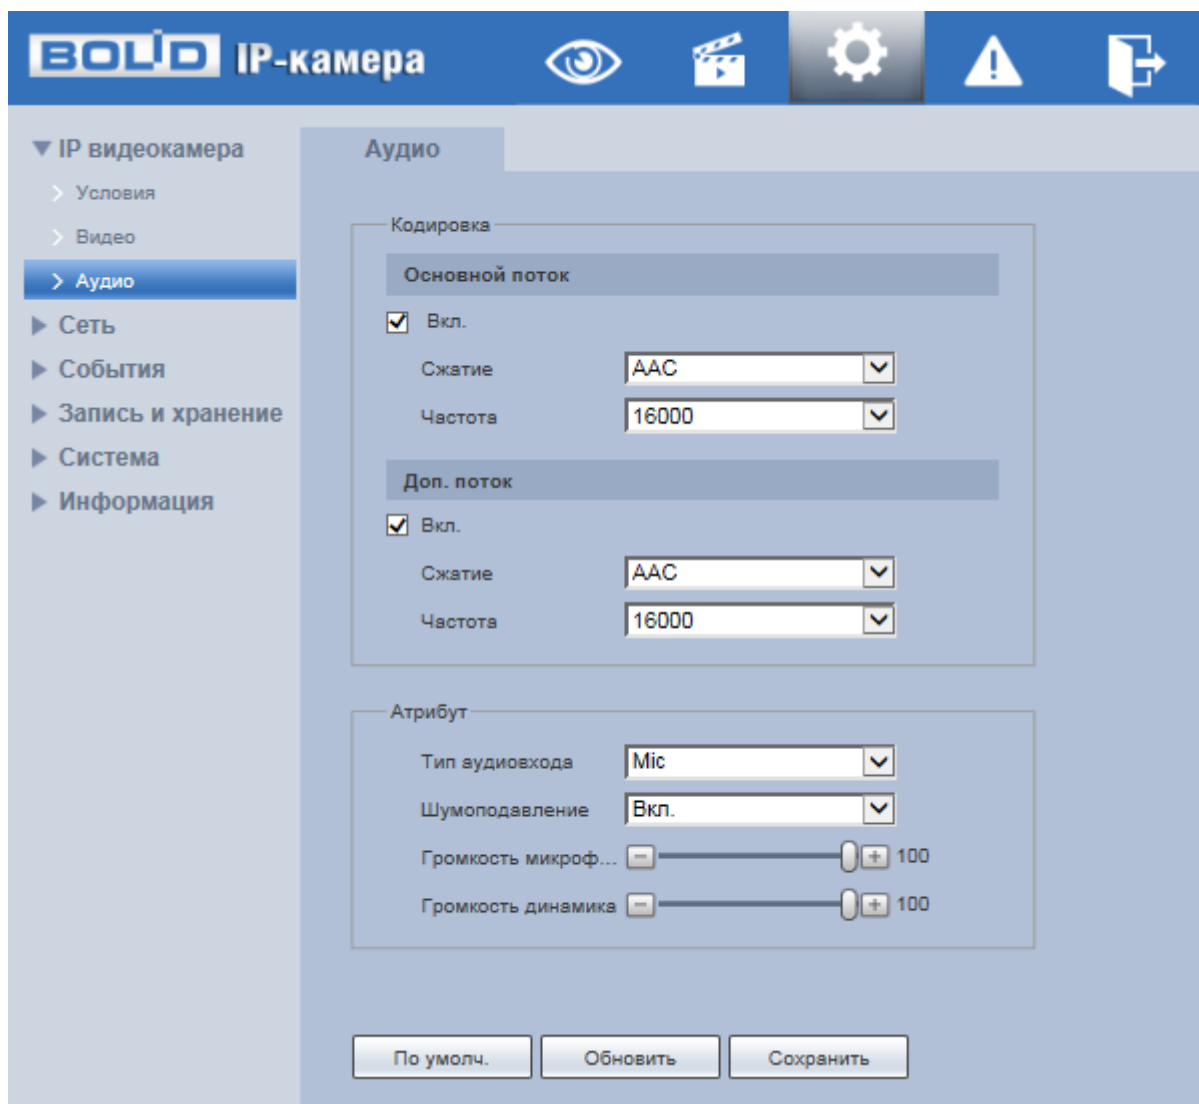 BOLID IP-камера
IP видеокамера
Условия
Видео
Аудио
Сеть
События
Запись и хранение
Система
Информация
Аудио
Кодировка
Основной поток
Вкл.
Сжатие AAC
Частота 16000
Доп. поток
Вкл.
Сжатие AAC
Частота 16000
Атрибут
Тип аудиовхода Mic
Шумоподавление Вкл.
Громкость микроф... 100
Громкость динамика 100
По умолч. Обновить Сохранить